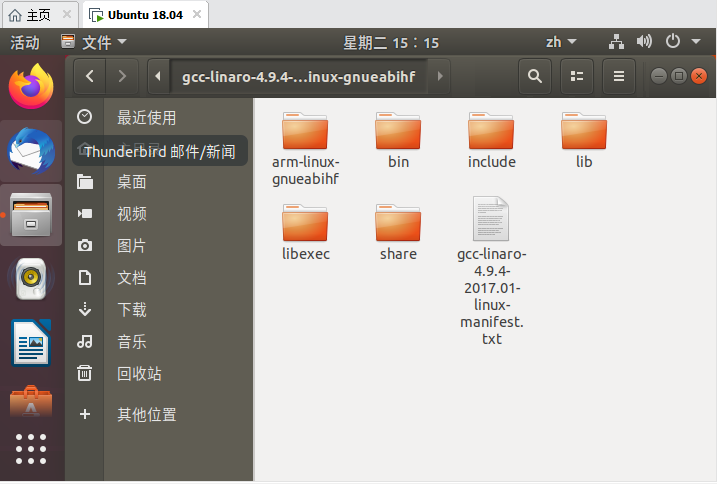 主页
Ubuntu 18.04
活动
文件
星期二 15：15
zh
gcc-linaro-4.9.4-…inux-gnueabihf
最近使用
Thunderbird 邮件/新闻
桌面
视频
图片
文档
下载
音乐
回收站
其他位置
arm-linux-
gnueabihf
bin
include
lib
libexec
share
gcc-linaro-
4.9.4-
2017.01-
linux-
manifest.
txt